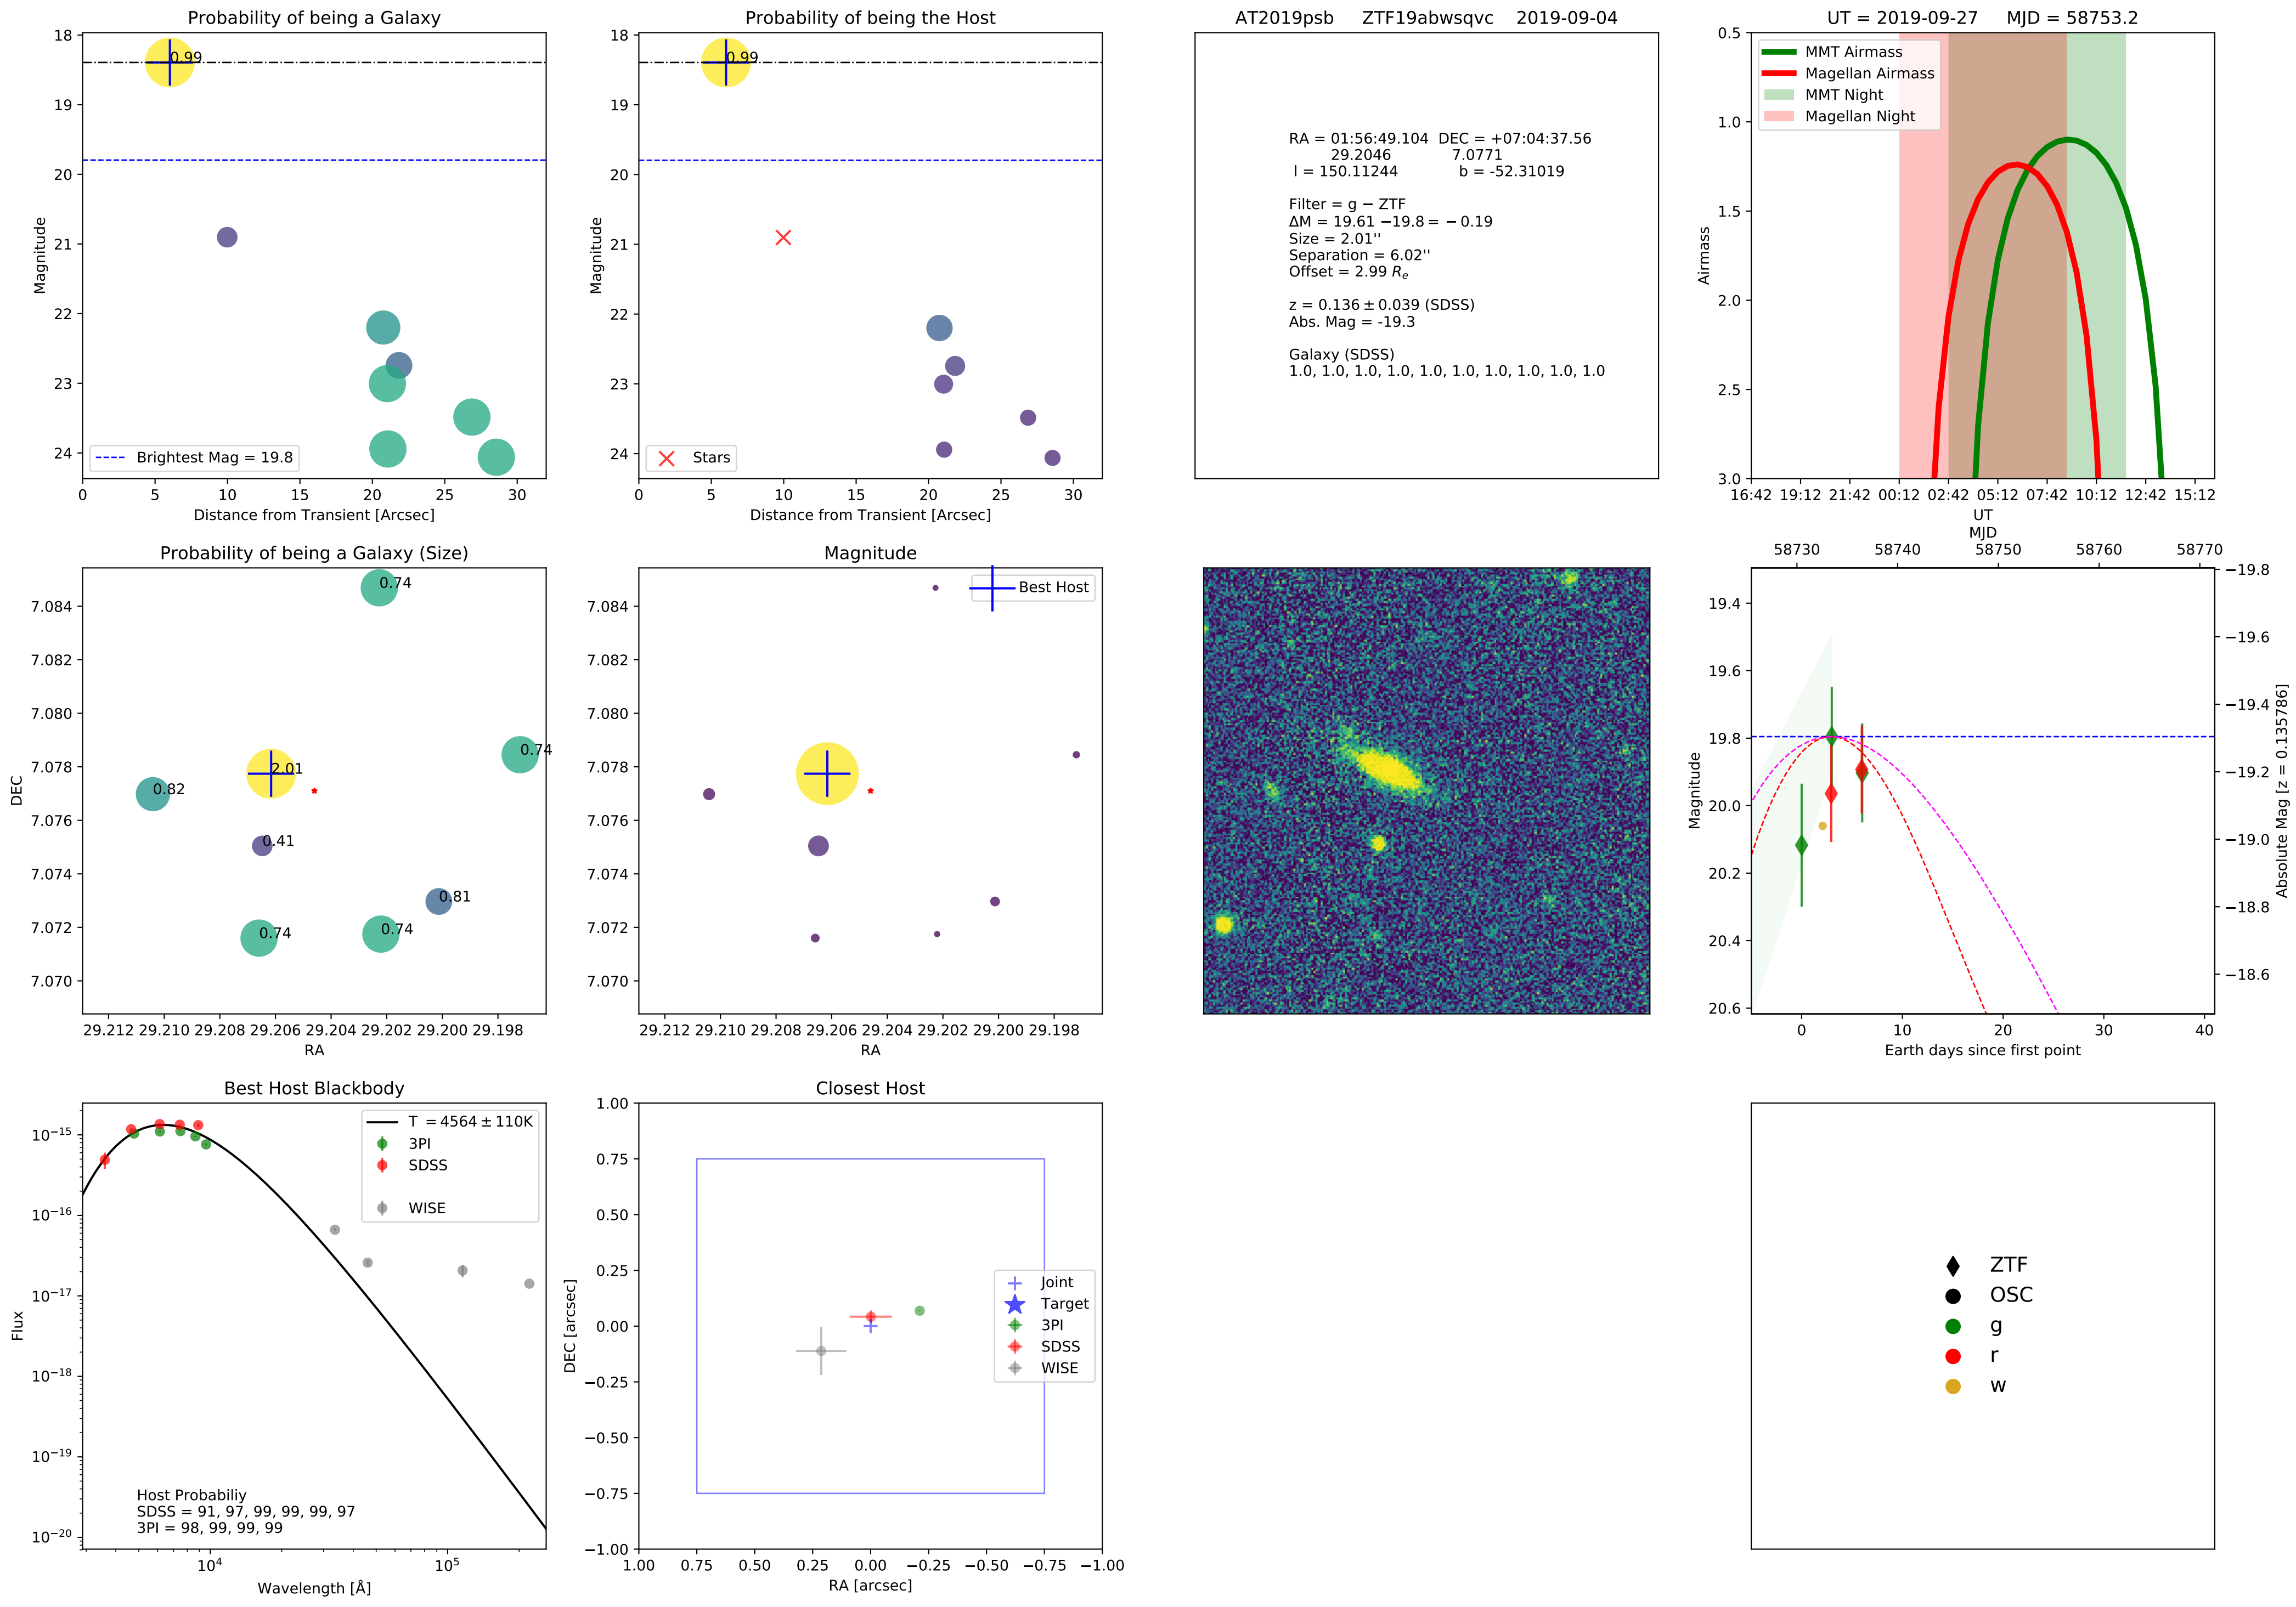 Probability of being a Galaxy
0.99
Magnitude
18
19
20
21
22
23
24
Brightest Mag = 19.8
0 5 10 15 20 25 30
Distance from Transient [Arcsec]
Probability of being the Host
0.99
Magnitude
18
19
20
21
22
23
24
Stars
0 5 10 15 20 25 30
Distance from Transient [Arcsec]
AT2019psb ZTF19abwsqvc 2019-09-04
RA = 01:56:49.104 DEC = +07:04:37.56
29.2046 7.0771
l = 150.11244 b = -52.31019
Filter = g − ZTF
ΔM = 19.61 −19.8 = −0.19
Size = 2.01''
Separation = 6.02''
Offset = 2.99 Re
z = 0.136 ± 0.039 (SDSS)
Abs. Mag = -19.3
Galaxy (SDSS)
1.0, 1.0, 1.0, 1.0, 1.0, 1.0, 1.0, 1.0, 1.0, 1.0
UT = 2019-09-27 MJD = 58753.2
MMT Airmass
Magellan Airmass
MMT Night
Magellan Night
Airmass
0.5
1.0
1.5
2.0
2.5
3.0
16:42 19:12 21:42 00:12 02:42 05:12 07:42 10:12 12:42 15:12
UT
Probability of being a Galaxy (Size)
DEC
7.084
7.082
7.080
7.078
7.076
7.074
7.072
7.070
0.74
0.74
2.01
0.82
0.41
0.81
0.74
0.74
29.212 29.210 29.208 29.206 29.204 29.202 29.200 29.198
RA
Magnitude
Best Host
7.084
7.082
7.080
7.078
7.076
7.074
7.072
7.070
29.212 29.210 29.208 29.206 29.204 29.202 29.200 29.198
RA
MJD
58730 58740 58750 58760 58770
Magnitude
19.4
19.6
19.8
20.0
20.2
20.4
20.6
−19.8
−19.6
−19.4
−19.2
−19.0
−18.8
−18.6
Absolute Mag [z = 0.135786]
0 10 20 30 40
Earth days since first point
Best Host Blackbody
T = 4564 ± 110K
3PI
SDSS
WISE
Flux
10−15
10−16
10−17
10−18
10−19
10−20
Host Probabiliy
SDSS = 91, 97, 99, 99, 99, 97
3PI = 98, 99, 99, 99
104 105
Wavelength [Å]
Closest Host
DEC [arcsec]
1.00
0.75
0.50
0.25
0.00
−0.25
−0.50
−0.75
−1.00
Joint
Target
3PI
SDSS
WISE
1.00 0.75 0.50 0.25 0.00 −0.25 −0.50 −0.75 −1.00
RA [arcsec]
ZTF
OSC
g
r
w